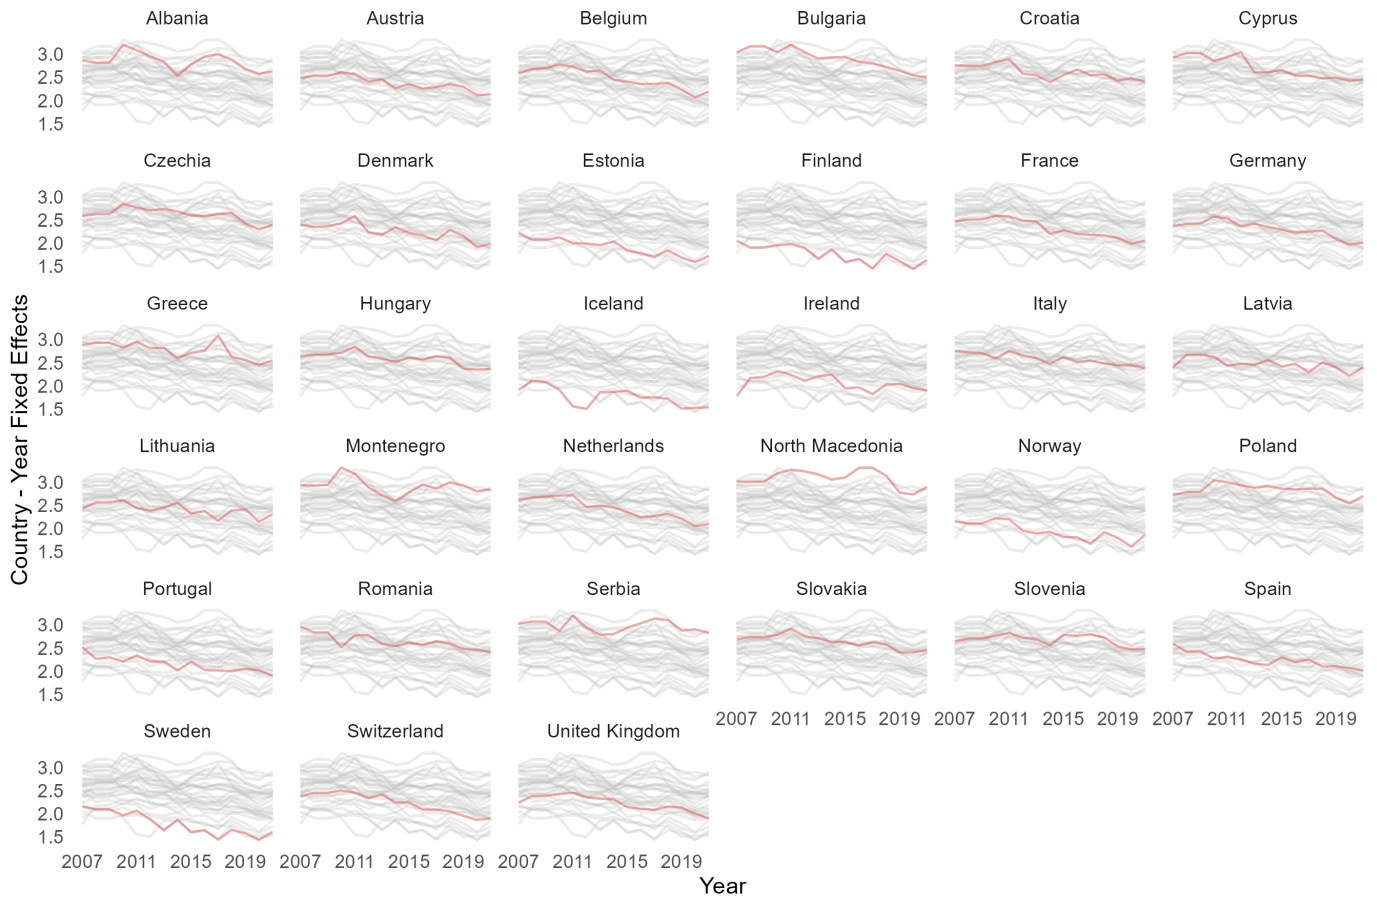 Albania Austria Belgium Bulgaria Croatia Cyprus
3.0
2.5
2.0
1.5
Czechia Denmark Estonia Finland France Germany
3.0
2.5
2.0
1.5
Greece Hungary Iceland Ireland Italy Latvia
3.0
2.5
2.0
1.5
Lithuania Montenegro Netherlands North Macedonia Norway Poland
3.0
2.5
2.0
1.5
Portugal Romania Serbia Slovakia Slovenia Spain
3.0
2.5
2.0
1.5
2007 2011 2015 2019 2007 2011 2015 2019 2007 2011 2015 2019
Sweden Switzerland United Kingdom
3.0
2.5
2.0
1.5
2007 2011 2015 2019 2007 2011 2015 2019 2007 2011 2015 2019
Year
Country - Year Fixed Effects